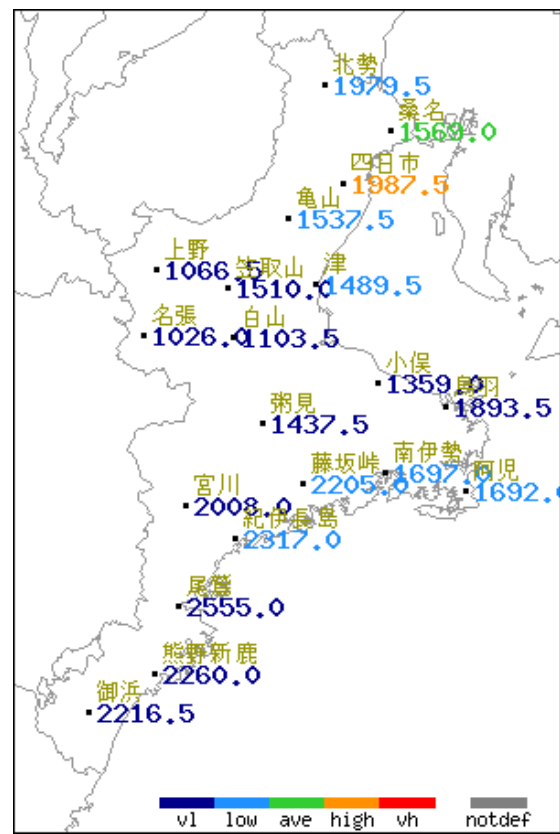 北勢
1979.5
桑名
1569.0
四日市
1987.5
亀山
1537.5
上野
1066.5
笠取山
1510.0
津
1489.5
名張
1026.0
白山
1103.5
小俣
1359.0
鳥羽
1893.5
粥見
1437.5
南伊勢
1697.0
藤坂峠
2205.0
阿児
1692.0
宮川
2008.0
紀伊長島
2317.0
尾鷲
2555.0
熊野新鹿
2260.0
御浜
2216.5
vl low ave high vh notdef